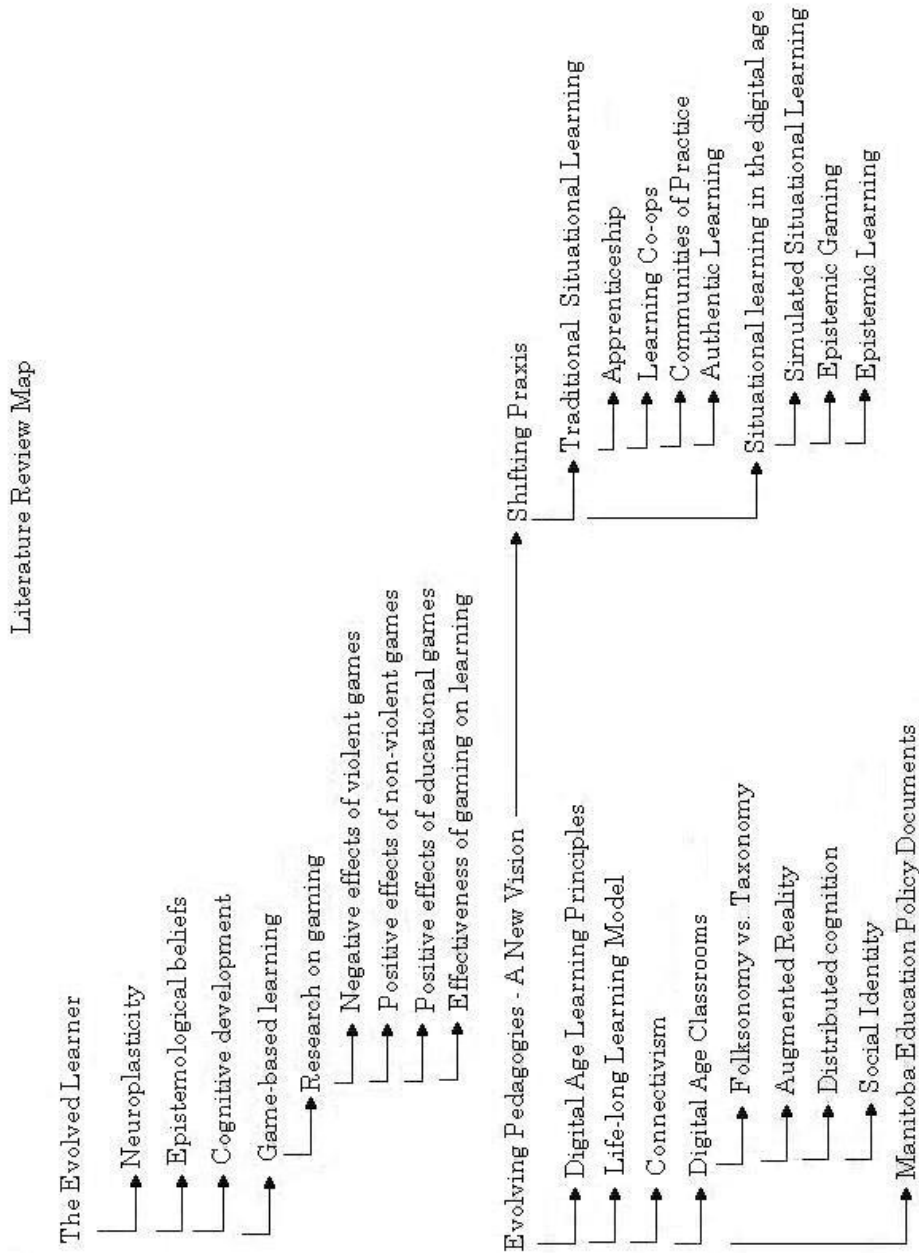 Literature Review Map
The Evolved Learner
Neuroplasticity
Epistemological beliefs
Cognitive development
Game-based learning
Research on gaming
Negative effects of violent games
Positive effects of non-violent games
Positive effects of educational games
Effectiveness of gaming on learning
Evolving Pedagogies - A New Vision
Digital Age Learning Principles
Life-long Learning Model
Connectivism
Digital Age Classrooms
Folksonomy vs. Taxonomy
Augmented Reality
Distributed cognition
Social Identity
Manitoba Education Policy Documents
Shifting Praxis
Traditional Situational Learning
Apprenticeship
Learning Co-ops
Communities of Practice
Authentic Learning
Situational learning in the digital age
Simulated Situational Learning
Epistemic Gaming
Epistemic Learning